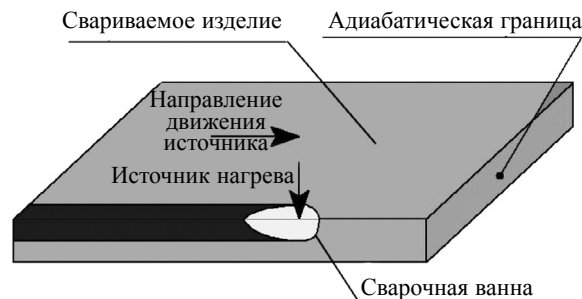 Свариваемое изделие
Адиабатическая граница
Направление
движения
источника
Источник нагрева
Сварочная ванна